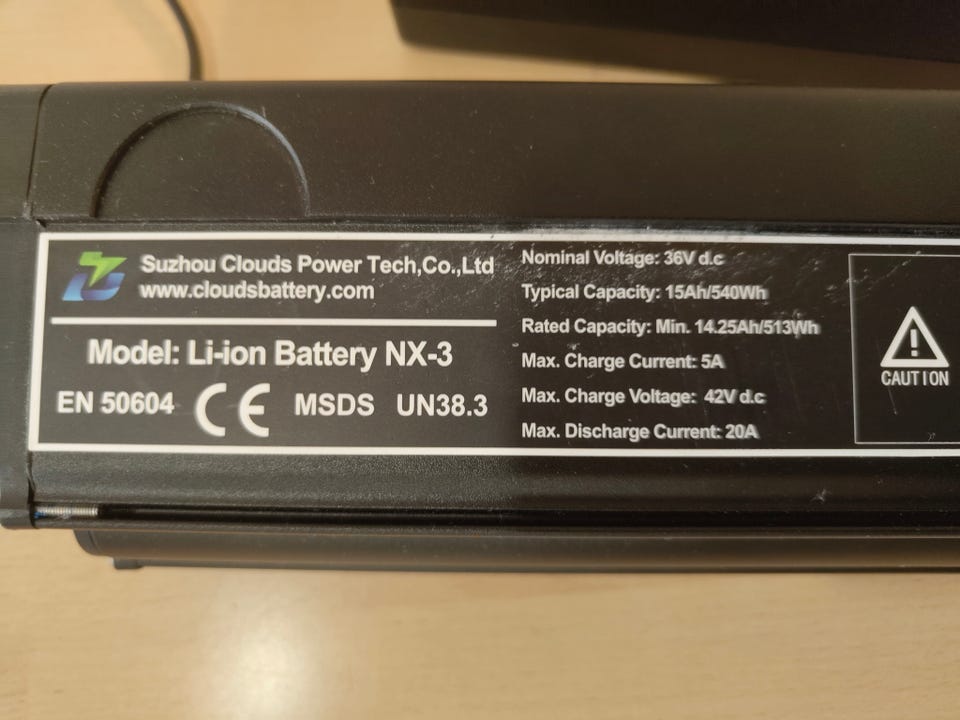 Suzhou Clouds Power Tech,Co.,Ltd
www.cloudsbattery.com
Model: Li-ion Battery NX-3
EN 50604 CE MSDS UN38.3
Nominal Voltage: 36V d.c
Typical Capacity: 15Ah/540Wh
Rated Capacity: Min. 14.25Ah/513Wh
Max. Charge Current: 5A
Max. Charge Voltage: 42V d.c
Max. Discharge Current: 20A
CAUTION